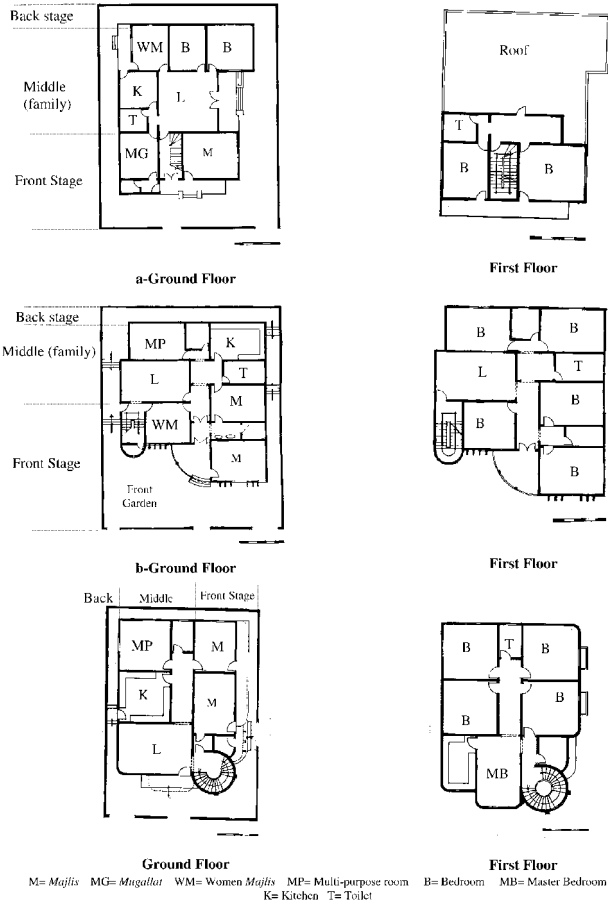 Back stage
WM B B
Middle
(family)
K
L
T
MG
M
Front Stage
Roof
T
B
B
a-Ground Floor
First Floor
Back stage
MP
K
Middle (family)
L
T
M
WM
M
Front Stage
Front
Garden
B
B
L
T
B
B
B
b-Ground Floor
First Floor
Back Middle Front Stage
MP
M
K
M
L
B
T
B
B
B
MB
Ground Floor
First Floor
M= Majlis MG= Mugallat WM= Women Majlis MP= Multi-purpose room B= Bedroom MB= Master Bedroom
K= Kitchen T= Toilet